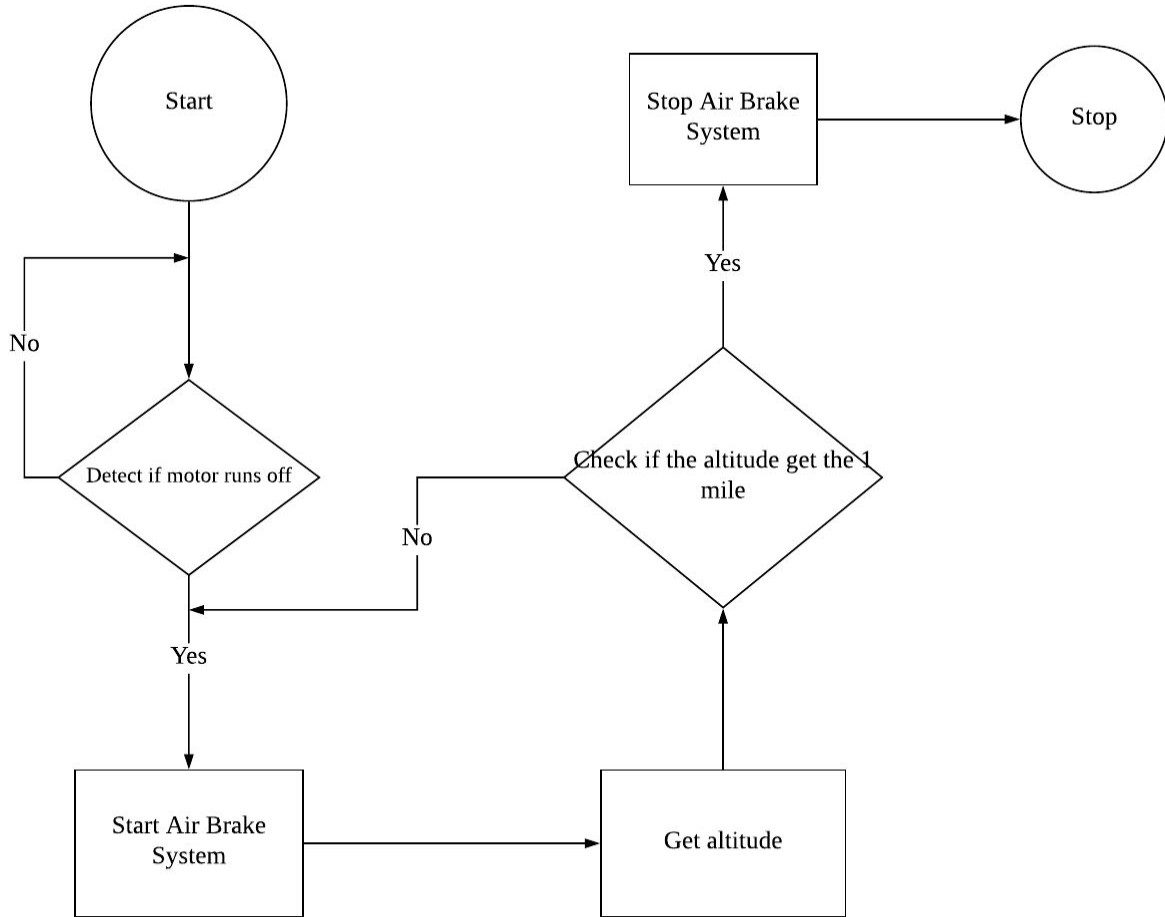 Start
Stop Air Brake
System
Stop
Yes
No
Check if the altitude get the 1
mile
Detect if motor runs off
No
Yes
Start Air Brake
System
Get altitude